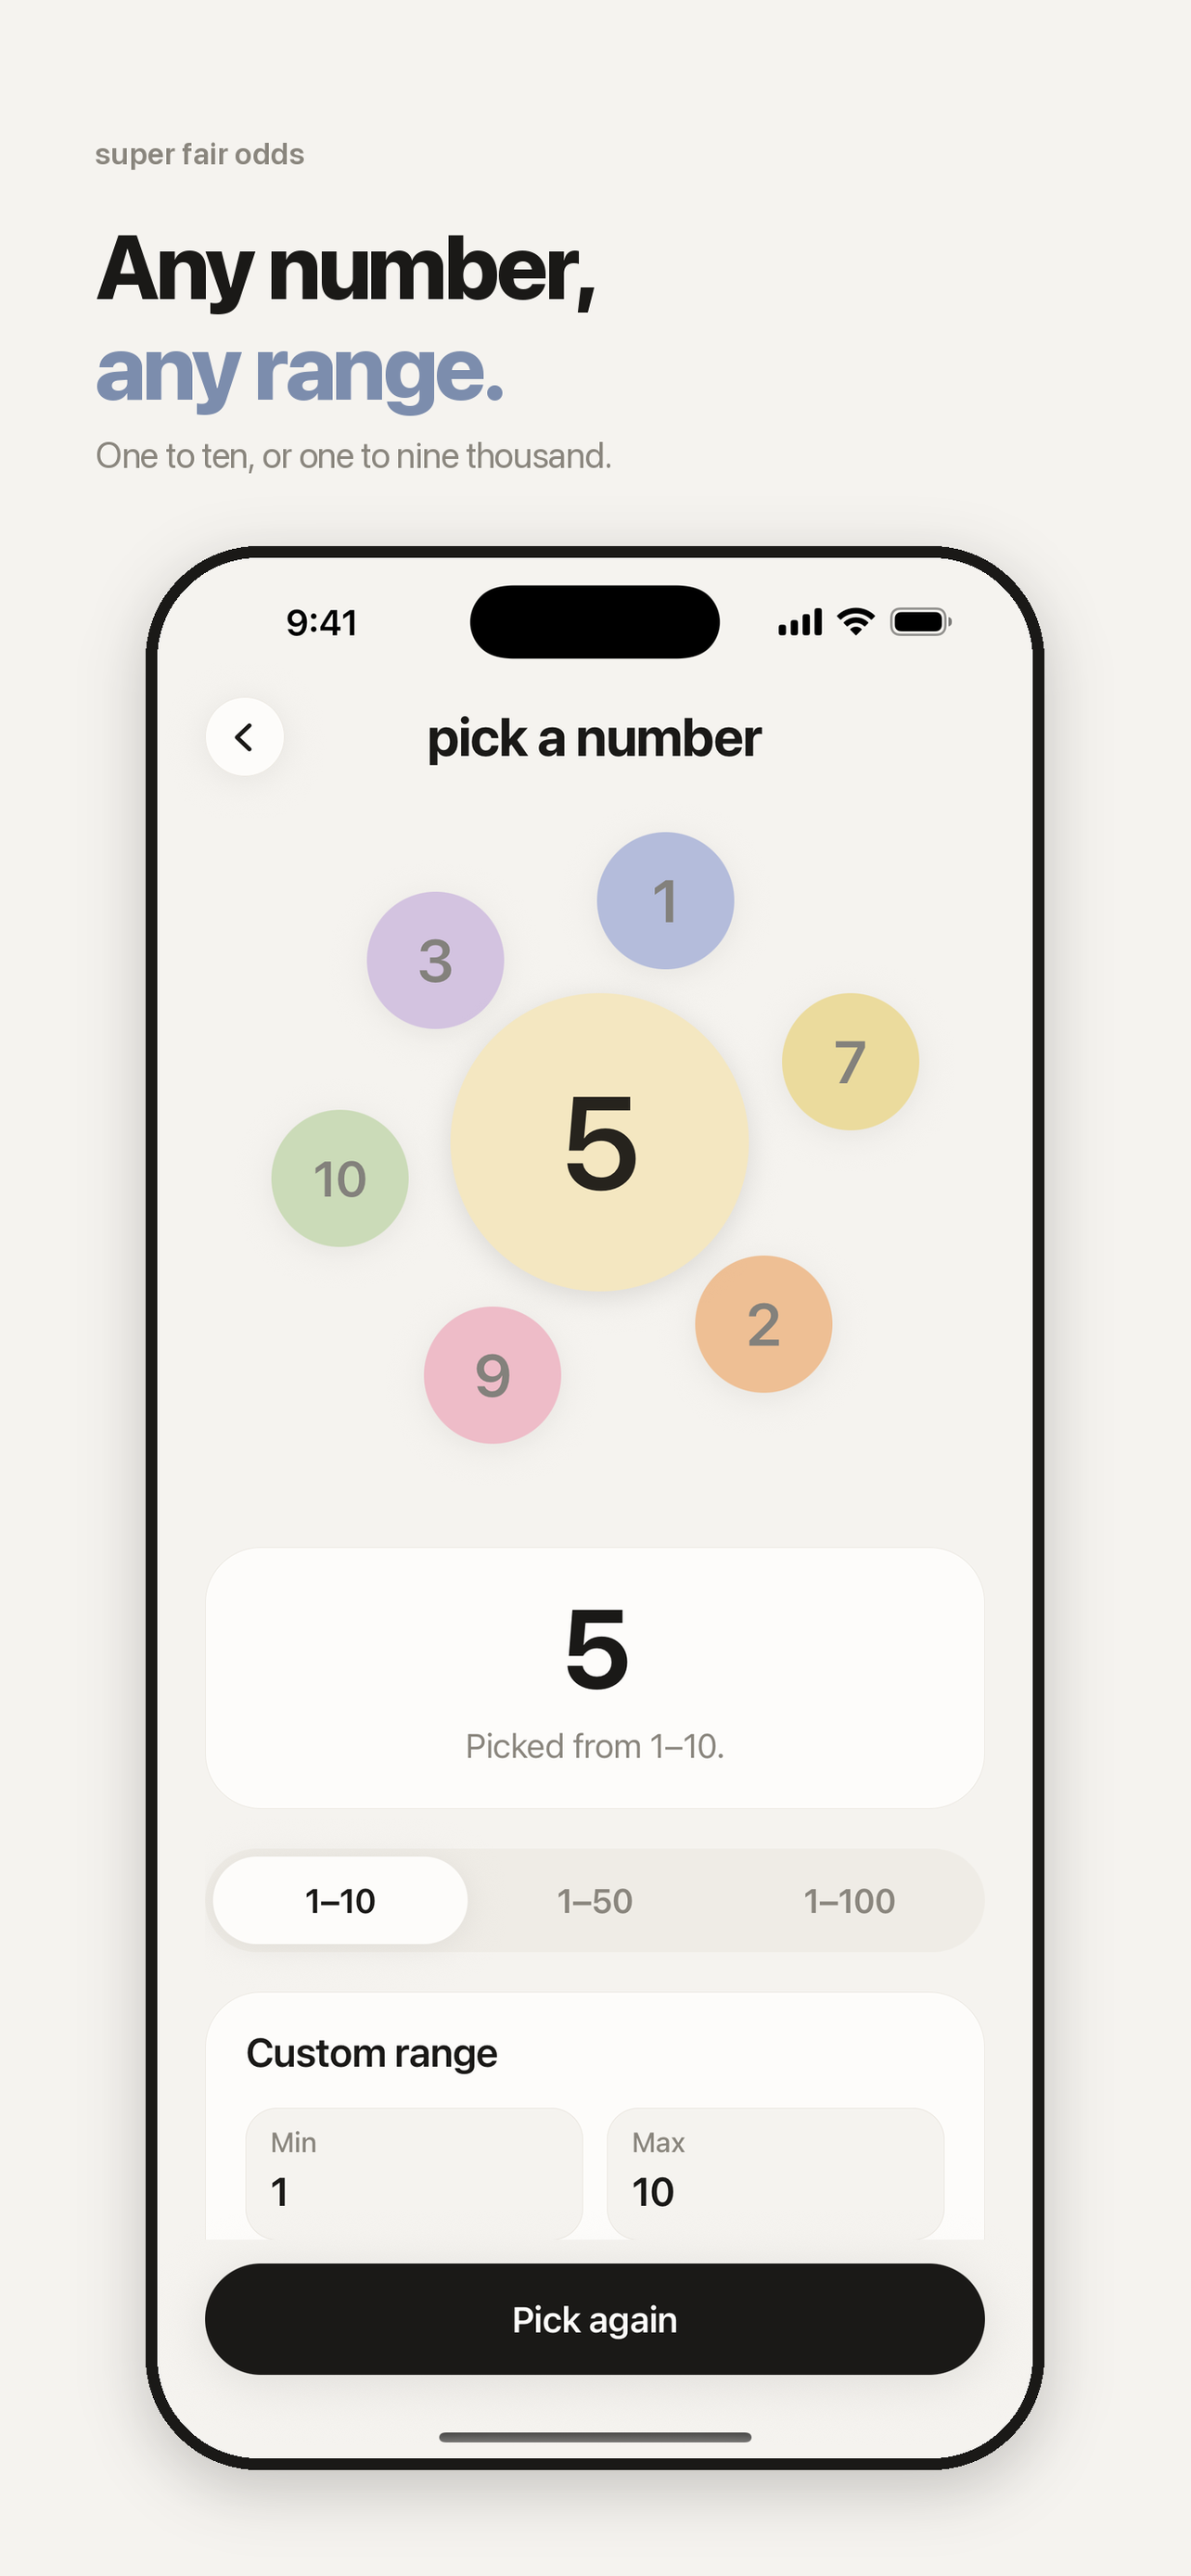 super fair odds
Any number,
any range.
One to ten, or one to nine thousand.
9:41
pick a number
1
3
7
5
10
2
9
5
Picked from 1–10.
1–10 1–50 1–100
Custom range
Min Max
1 10
Pick again